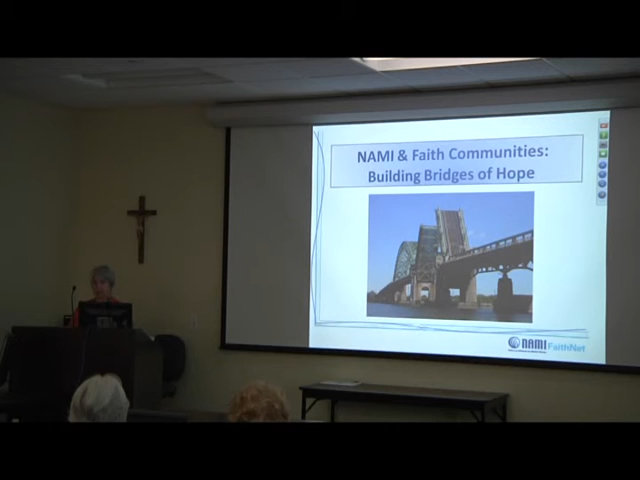 NAMI & Faith Communities:
Building Bridges of Hope
NAMI FaithNet